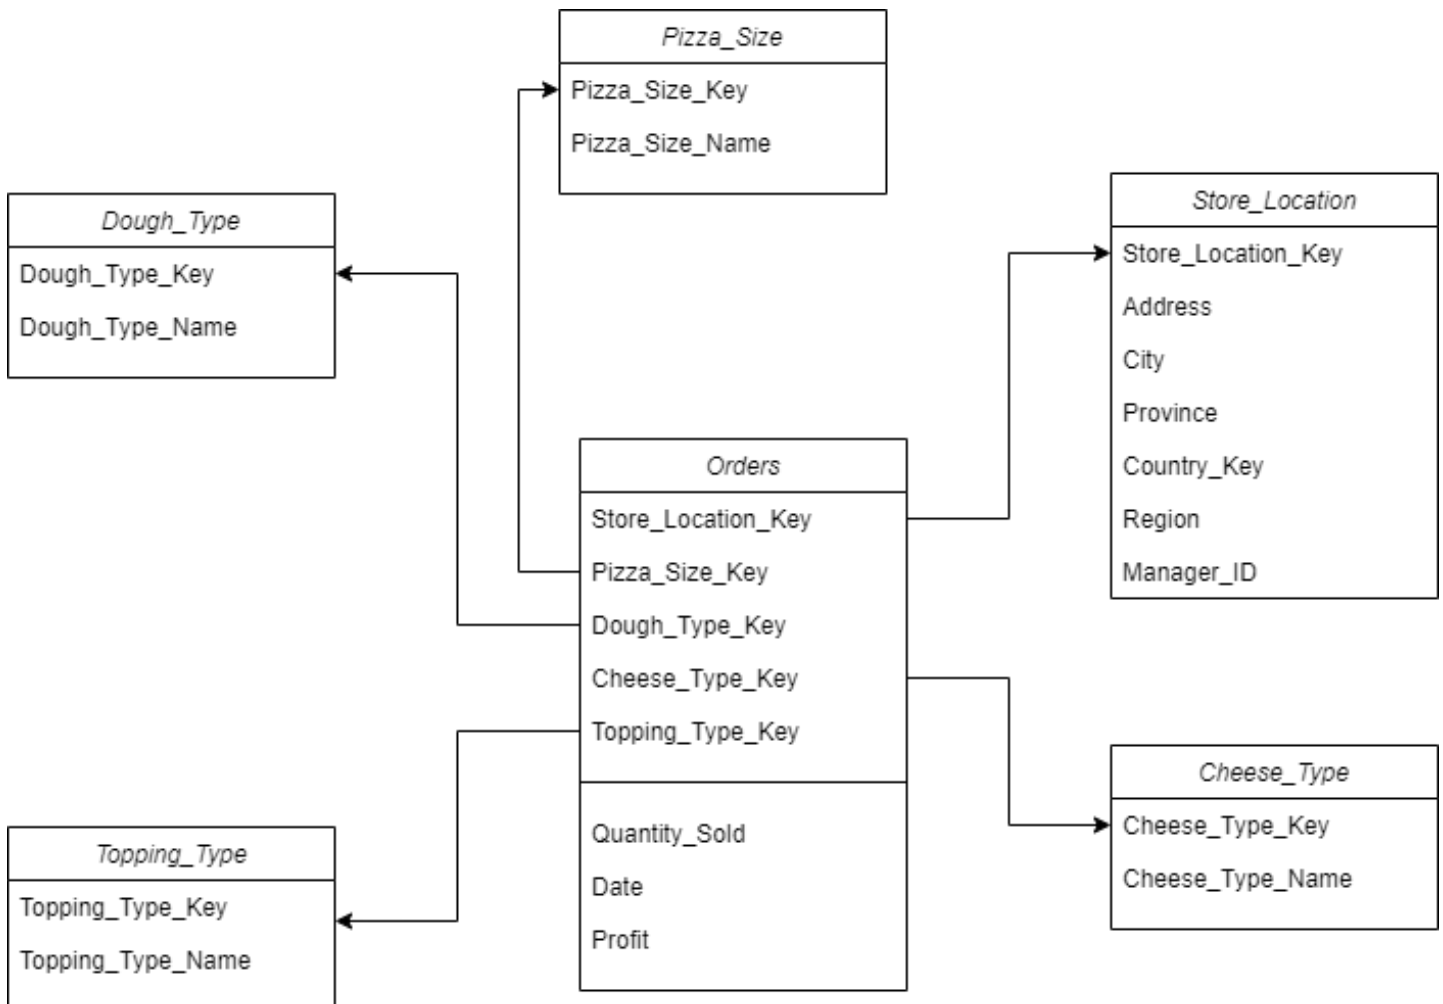 Pizza_Size
Pizza_Size_Key
Pizza_Size_Name
Dough_Type
Dough_Type_Key
Dough_Type_Name
Store_Location
Store_Location_Key
Address
City
Province
Country_Key
Region
Manager_ID
Orders
Store_Location_Key
Pizza_Size_Key
Dough_Type_Key
Cheese_Type_Key
Topping_Type_Key
Quantity_Sold
Date
Profit
Cheese_Type
Cheese_Type_Key
Cheese_Type_Name
Topping_Type
Topping_Type_Key
Topping_Type_Name